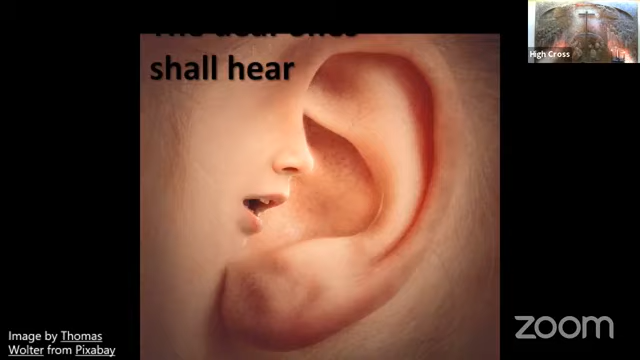 shall hear
High Cross
Image by Thomas
Wolter from Pixabay
zoom